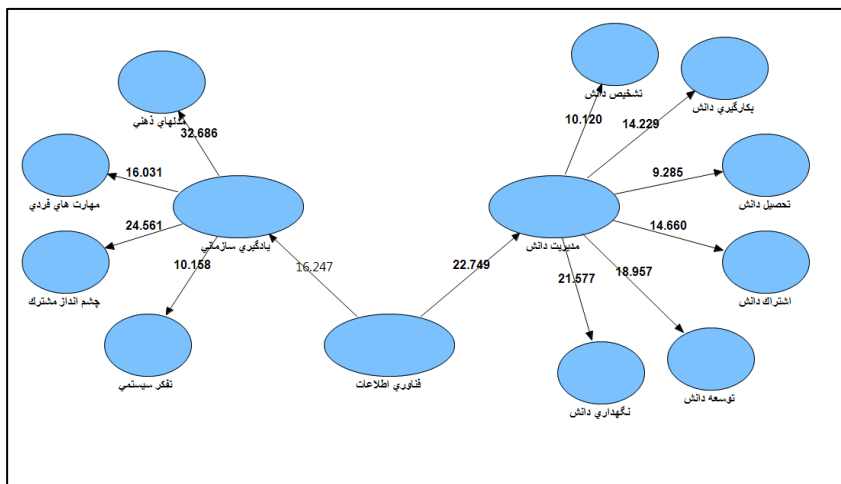 تشخيص دانش
بكارگيري دانش
10.120
14.229
مدلهاي ذهني
32.686
16.031
مهارت هاي فردي
9.285
تحصيل دانش
24.561
يادگيري سازماني
مديريت دانش
14.660
10.158
16.247
22.749
21.577
18.957
چشم انداز مشترك
اشتراك دانش
تفكر سيستمي
فناوري اطلاعات
نگهداري دانش
توسعه دانش